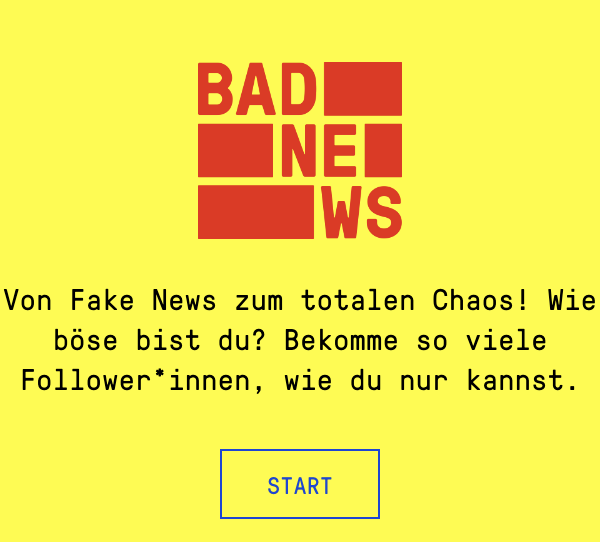 BAD
NE
WS
Von Fake News zum totalen Chaos! Wie
böse bist du? Bekomme so viele
Follower*innen, wie du nur kannst.
START